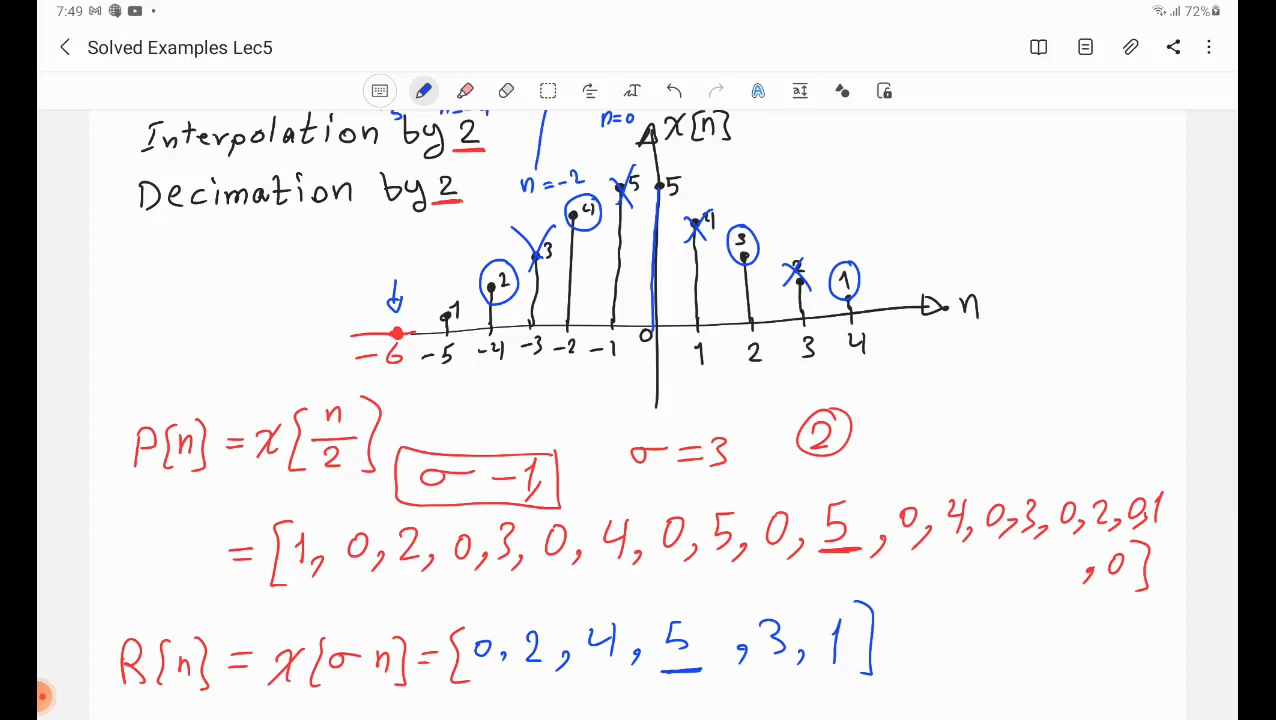 7:49
72%
Solved Examples Lec5
Interpolation by 2
n=0
x[n]
Decimation by 2
n=-2
5
5
4
4
3
3
2
2
1
1
n
-6 -5 -4 -3 -2 -1 0 1 2 3 4
P[n] = x[n/2]
σ -1,
σ = 3
2
= [1, 0, 2, 0, 3, 0, 4, 0, 5, 0, 5, 0, 4, 0, 3, 0, 2, 0, 1
, 0]
R[n] = x[σ n] = [0, 2, 4, 5, 3, 1]